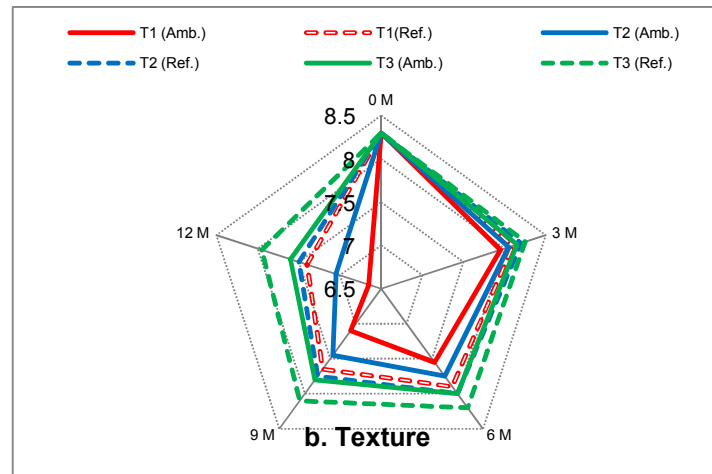 T1 (Amb.) T1(Ref.) T2 (Amb.)
T2 (Ref.) T3 (Amb.) T3 (Ref.)
0 M
8.5
8
7.5
12 M 3 M
7
6.5
9 M 6 M
b. Texture